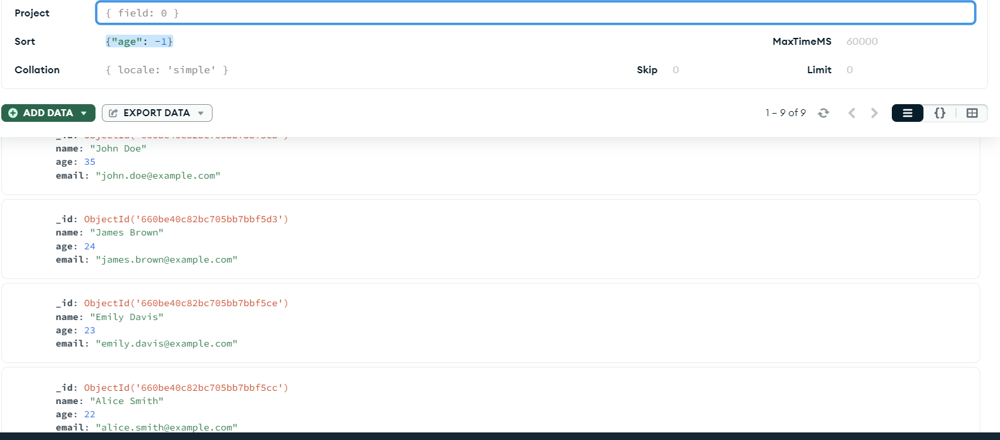 Project { field: 0 }
Sort {"age": -1} MaxTimeMS 60000
Collation { locale: 'simple' } Skip 0 Limit 0
ADD DATA EXPORT DATA 1 – 9 of 9 {}
name: "John Doe"
age: 35
email: "john.doe@example.com"
_id: ObjectId('660be40c82bc705bb7bbf5d3')
name: "James Brown"
age: 24
email: "james.brown@example.com"
_id: ObjectId('660be40c82bc705bb7bbf5ce')
name: "Emily Davis"
age: 23
email: "emily.davis@example.com"
_id: ObjectId('660be40c82bc705bb7bbf5cc')
name: "Alice Smith"
age: 22
email: "alice.smith@example.com"